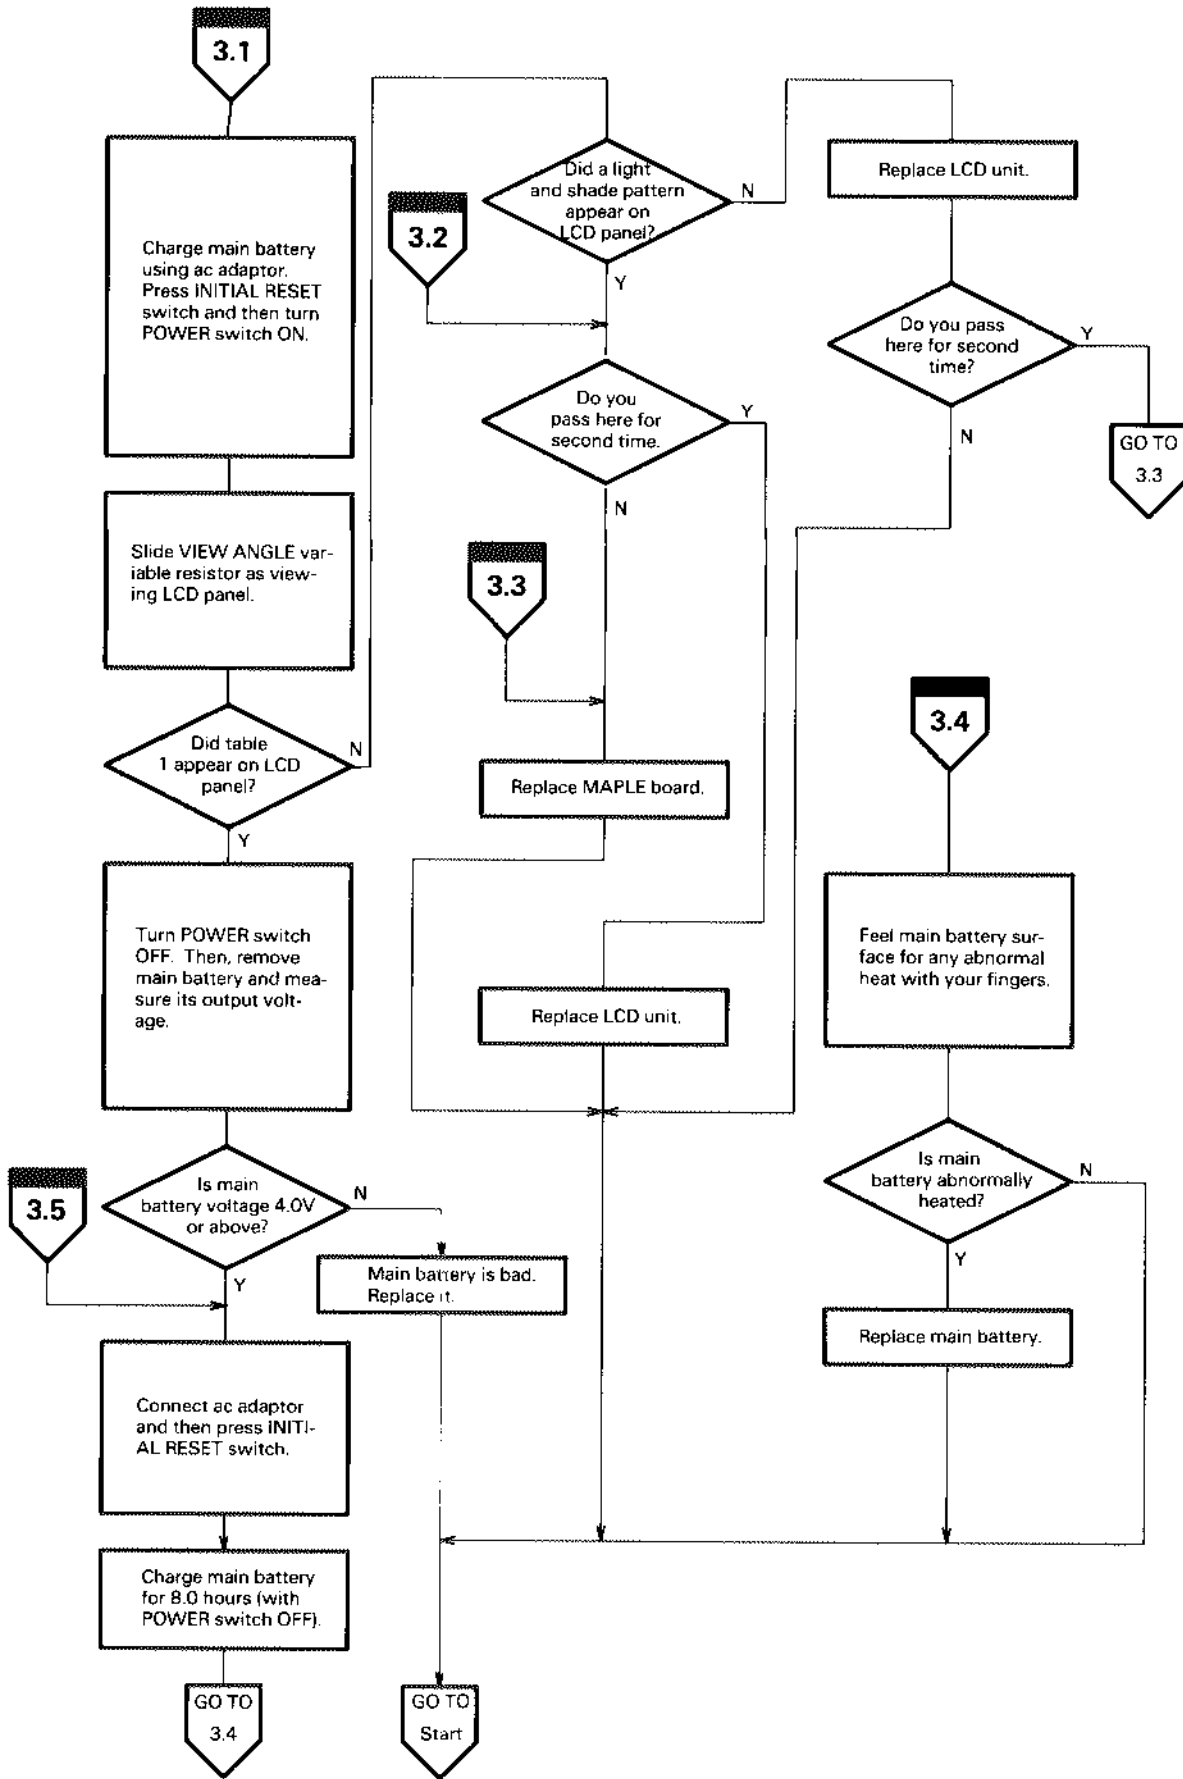 3.1
Charge main battery
using ac adaptor.
Press INITIAL RESET
switch and then turn
POWER switch ON.
Slide VIEW ANGLE var-
iable resistor as view-
ing LCD panel.
Did table
1 appear on LCD
panel?
N
Y
Turn POWER switch
OFF. Then, remove
main battery and mea-
sure its output volt-
age.
Is main
battery voltage 4.0V
or above?
N
Y
3.5
Main battery is bad.
Replace it.
Connect ac adaptor
and then press INITI-
AL RESET switch.
Charge main battery
for 8.0 hours (with
POWER switch OFF).
GO TO
3.4
Did a light
and shade pattern
appear on
LCD panel?
N
Y
3.2
Do you
pass here for
second time.
Y
N
3.3
Replace MAPLE board.
Replace LCD unit.
GO TO
Start
Replace LCD unit.
Do you pass
here for second
time?
Y
N
GO TO
3.3
3.4
Feel main battery sur-
face for any abnormal
heat with your fingers.
Is main
battery abnormally
heated?
N
Y
Replace main battery.